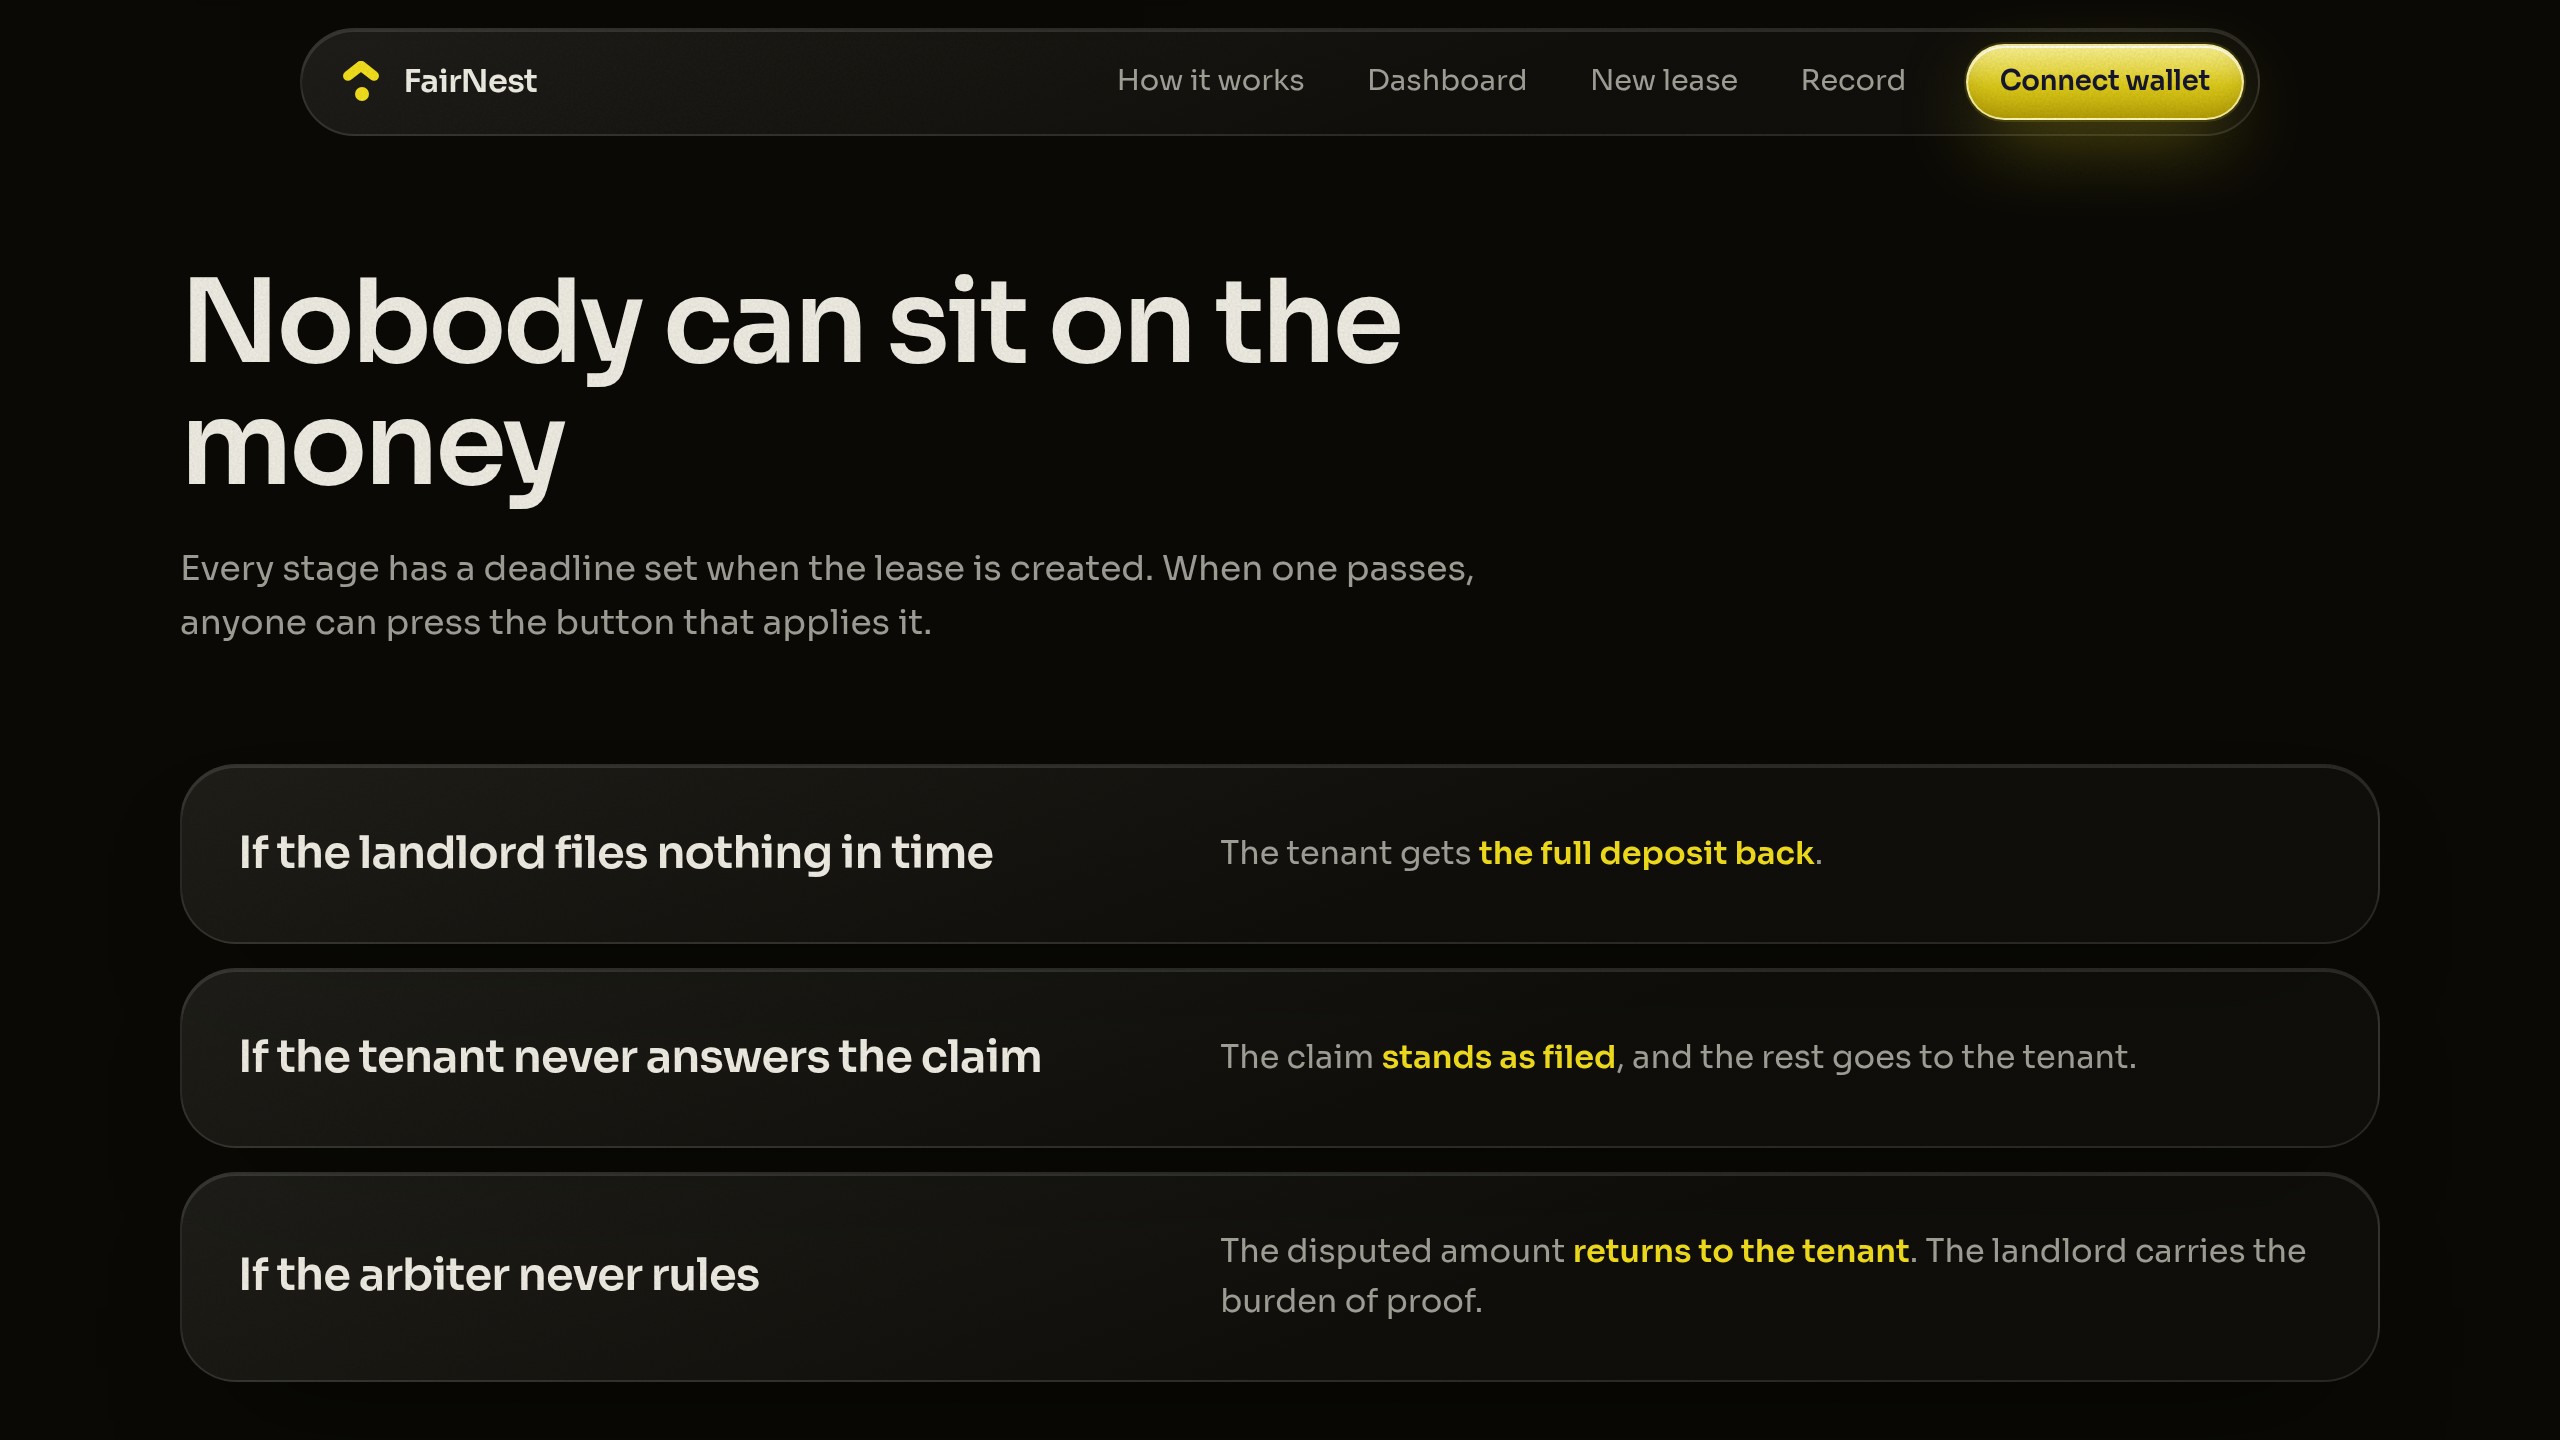 FairNest
How it works
Dashboard
New lease
Record
Connect wallet
Nobody can sit on the
money
Every stage has a deadline set when the lease is created. When one passes,
anyone can press the button that applies it.
If the landlord files nothing in time
The tenant gets the full deposit back.
If the tenant never answers the claim
The claim stands as filed, and the rest goes to the tenant.
If the arbiter never rules
The disputed amount returns to the tenant. The landlord carries the
burden of proof.